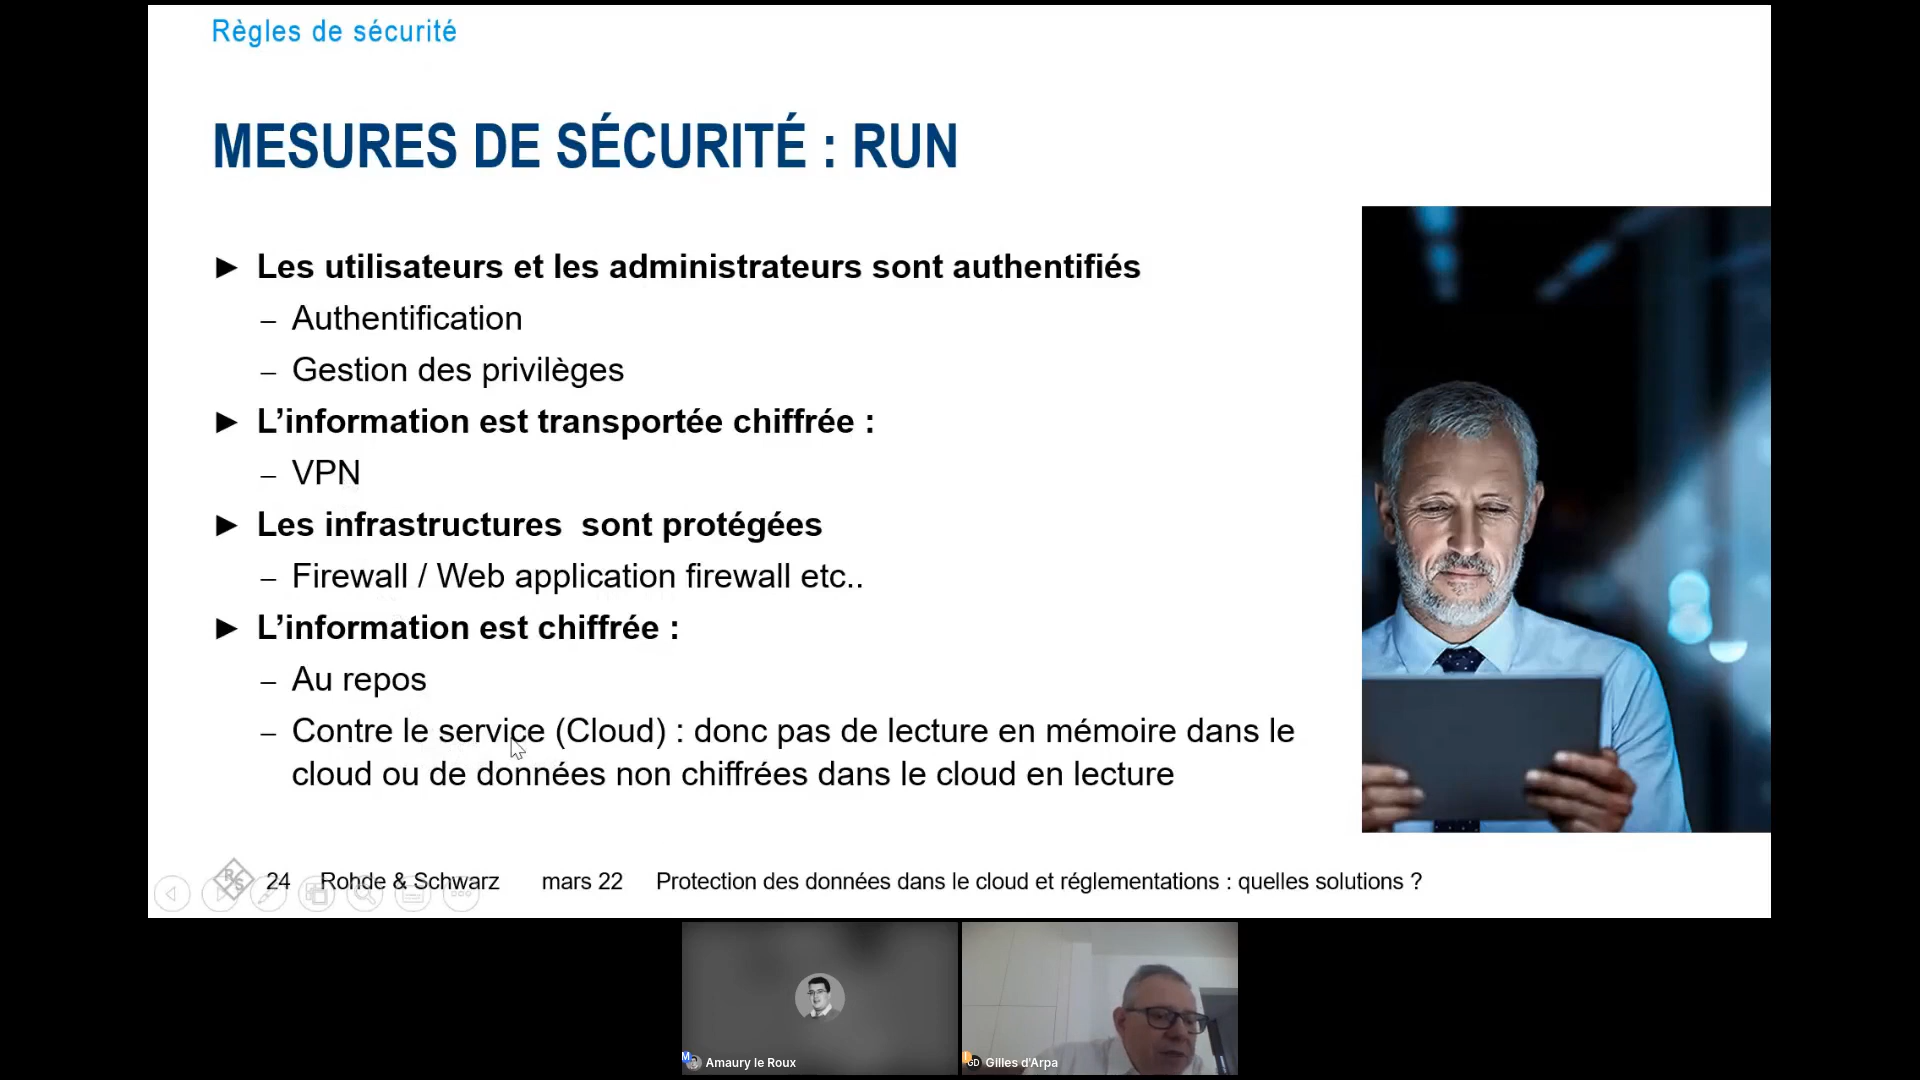 Règles de sécurité
MESURES DE SÉCURITÉ : RUN
► Les utilisateurs et les administrateurs sont authentifiés
– Authentification
– Gestion des privilèges
► L’information est transportée chiffrée :
– VPN
► Les infrastructures  sont protégées
– Firewall / Web application firewall etc..
► L’information est chiffrée :
– Au repos
– Contre le service (Cloud) : donc pas de lecture en mémoire dans le
cloud ou de données non chiffrées dans le cloud en lecture
R&S 24 Rohde & Schwarz mars 22 Protection des données dans le cloud et réglementations : quelles solutions ?
M Amaury le Roux
GD Gilles d'Arpa